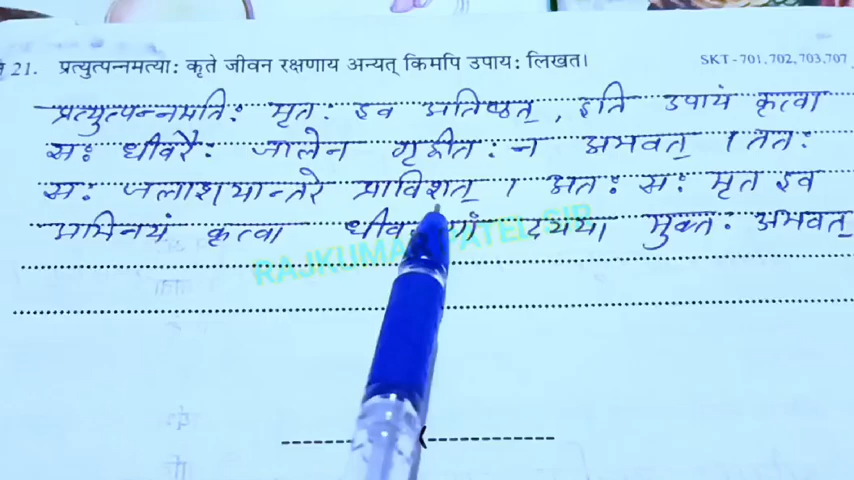 21. प्रत्युत्पन्नमत्याः कृते जीवन रक्षणाय अन्यत् किमपि उपायः लिखत।
SKT-701,702,703,707
प्रत्युत्पन्नमतिः मृतः इव अतिष्ठत्, इति उपायं कृत्वा
सः धीवरैः जालेन गृहीतः न अभवत् । ततः
सः जलाशयान्तरे प्राविशत् । अतः सः मृत इव
अभिनयं कृत्वा दयया मुक्तः अभवत्
RAJKUMAR PATEL SIR